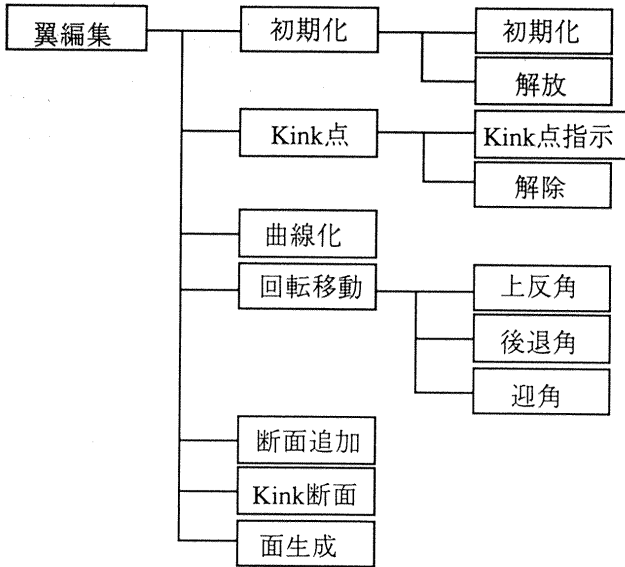 翼編集
初期化
初期化
解放
Kink点
Kink点指示
解除
曲線化
回転移動
上反角
後退角
迎角
断面追加
Kink断面
面生成